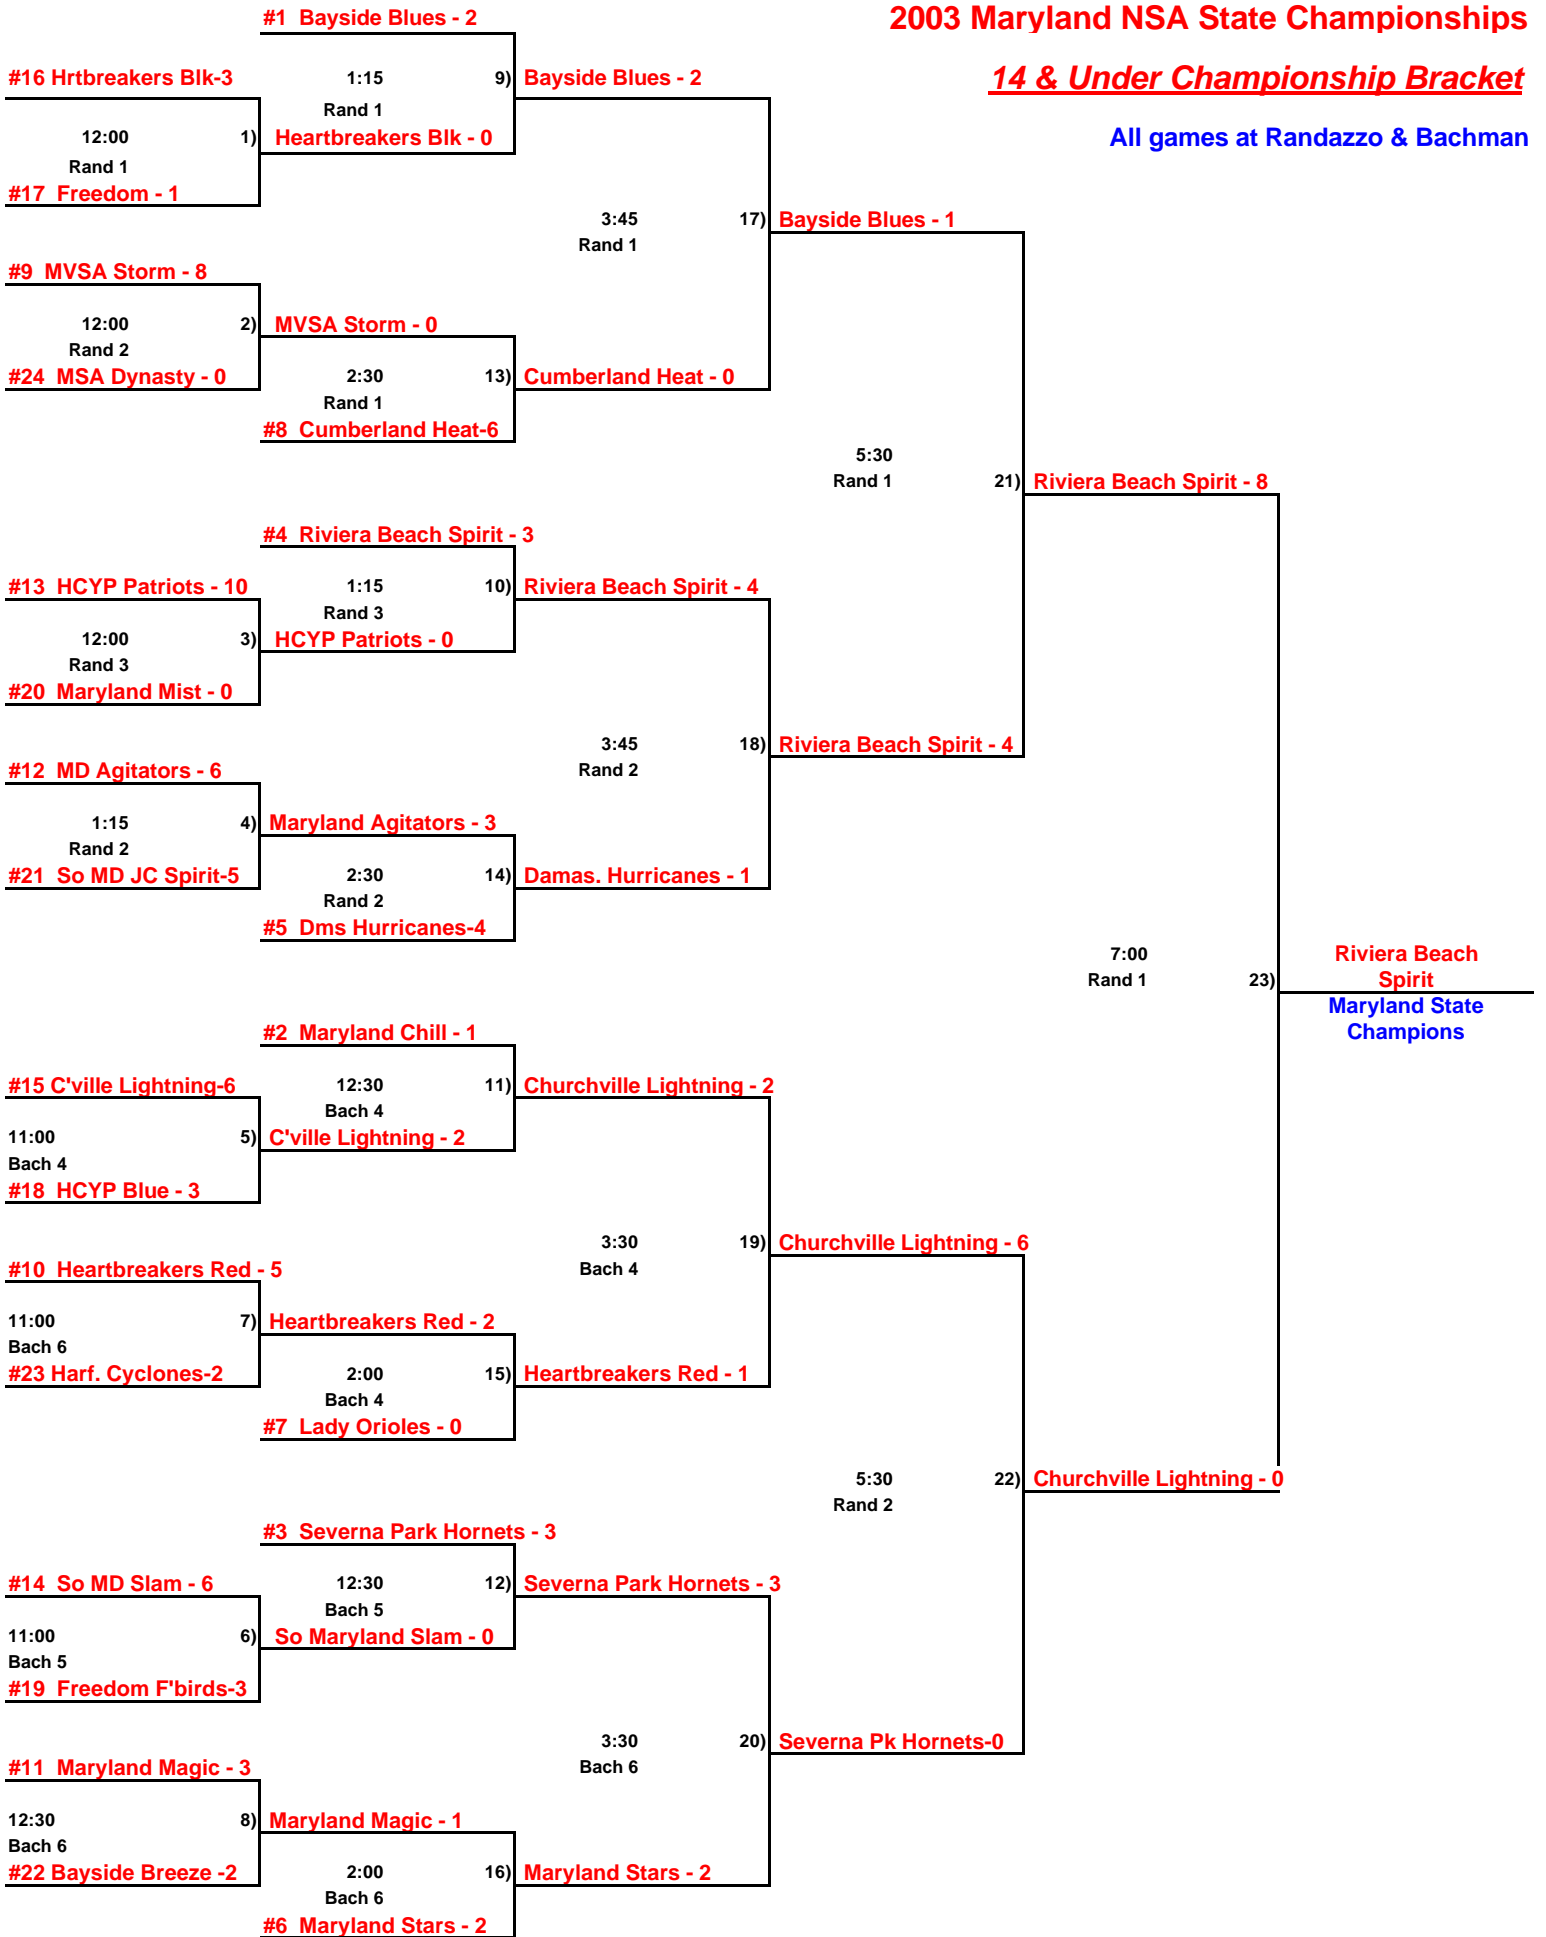 #1 Bayside Blues - 2
2003 Maryland NSA State Championships
#16 Hrtbreakers Blk-3
1:15
9)
Bayside Blues - 2
14 & Under Championship Bracket
Rand 1
12:00
1)
Heartbreakers Blk - 0
All games at Randazzo & Bachman
Rand 1
#17 Freedom - 1
3:45
17)
Bayside Blues - 1
Rand 1
#9 MVSA Storm - 8
12:00
2)
MVSA Storm - 0
Rand 2
#24 MSA Dynasty - 0
2:30
13)
Cumberland Heat - 0
Rand 1
#8 Cumberland Heat-6
5:30
Rand 1
21)
Riviera Beach Spirit - 8
#4 Riviera Beach Spirit - 3
#13 HCYP Patriots - 10
1:15
10)
Riviera Beach Spirit - 4
Rand 3
12:00
3)
HCYP Patriots - 0
Rand 3
#20 Maryland Mist - 0
3:45
18)
Riviera Beach Spirit - 4
Rand 2
#12 MD Agitators - 6
1:15
4)
Maryland Agitators - 3
Rand 2
#21 So MD JC Spirit-5
2:30
14)
Damas. Hurricanes - 1
Rand 2
#5 Dms Hurricanes-4
7:00
Riviera Beach
Rand 1
23)
Spirit
Maryland State
Champions
#2 Maryland Chill - 1
#15 C'ville Lightning-6
12:30
11)
Churchville Lightning - 2
Bach 4
11:00
5)
C'ville Lightning - 2
Bach 4
#18 HCYP Blue - 3
3:30
19)
Churchville Lightning - 6
Bach 4
#10 Heartbreakers Red - 5
11:00
7)
Heartbreakers Red - 2
Bach 6
#23 Harf. Cyclones-2
2:00
15)
Heartbreakers Red - 1
Bach 4
#7 Lady Orioles - 0
5:30
22)
Churchville Lightning - 0
Rand 2
#3 Severna Park Hornets - 3
#14 So MD Slam - 6
12:30
12)
Severna Park Hornets - 3
Bach 5
11:00
6)
So Maryland Slam - 0
Bach 5
#19 Freedom F'birds-3
3:30
20)
Severna Pk Hornets-0
Bach 6
#11 Maryland Magic - 3
12:30
8)
Maryland Magic - 1
Bach 6
#22 Bayside Breeze -2
2:00
16)
Maryland Stars - 2
Bach 6
#6 Maryland Stars - 2